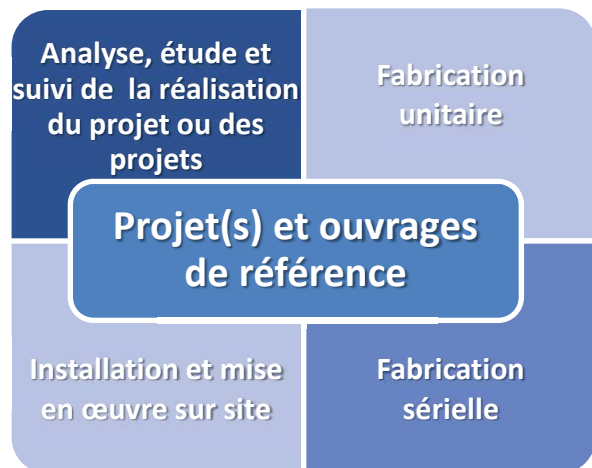 Analyse, étude et
suivi de la réalisation
du projet ou des
projets
Fabrication
unitaire
Projet(s) et ouvrages
de référence
Installation et mise
en œuvre sur site
Fabrication
sérielle